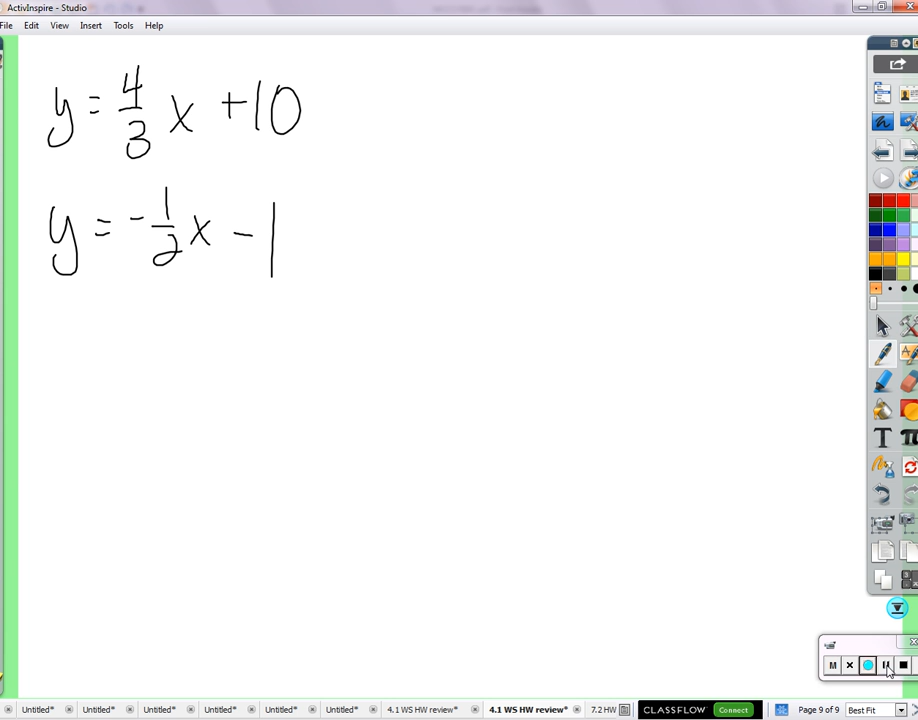 ActivInspire - Studio
File Edit View Insert Tools Help
y = 4/3 x + 10
y = - 1/2 x - 1
M
Untitled* Untitled* Untitled* Untitled* Untitled* Untitled* 4.1 WS HW review* 4.1 WS HW review* 7.2 HW CLASSFLOW Connect Page 9 of 9 Best Fit